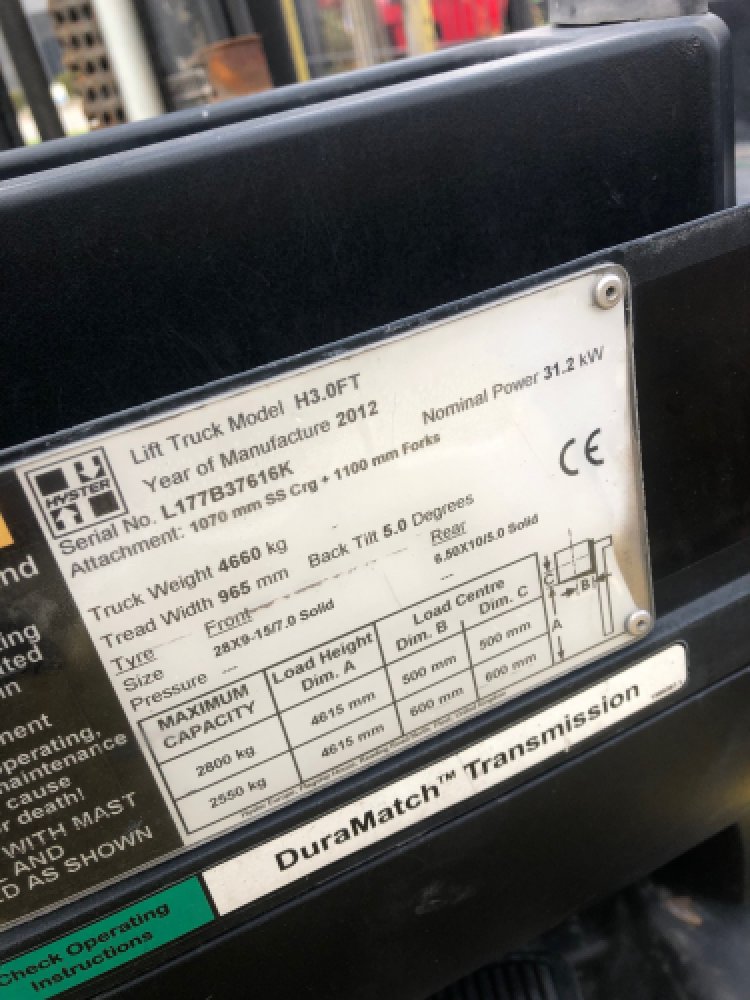 HYSTER
Lift Truck Model H3.0FT
Year of Manufacture 2012 Nominal Power 31.2 kW
Serial No. L177B37616K
Attachment: 1070 mm SS Crg + 1100 mm Forks
CE
Truck Weight 4660 kg
Tread Width 965 mm Back Tilt 5.0 Degrees
Tyre Front Rear
Size 28X9-15/7.0 Solid 6.50X10/5.0 Solid
Pressure --- ---
MAXIMUM CAPACITY Load Height Dim. A Load Centre Dim. B Dim. C
2800 kg 4615 mm 500 mm 500 mm
2550 kg 4615 mm 600 mm 600 mm
C
B
A
DuraMatch™ Transmission
nd
ing
ated
in
ment
operating,
maintenance
cause
r death!
WITH MAST
AND
D AS SHOWN
Check Operating
Instructions